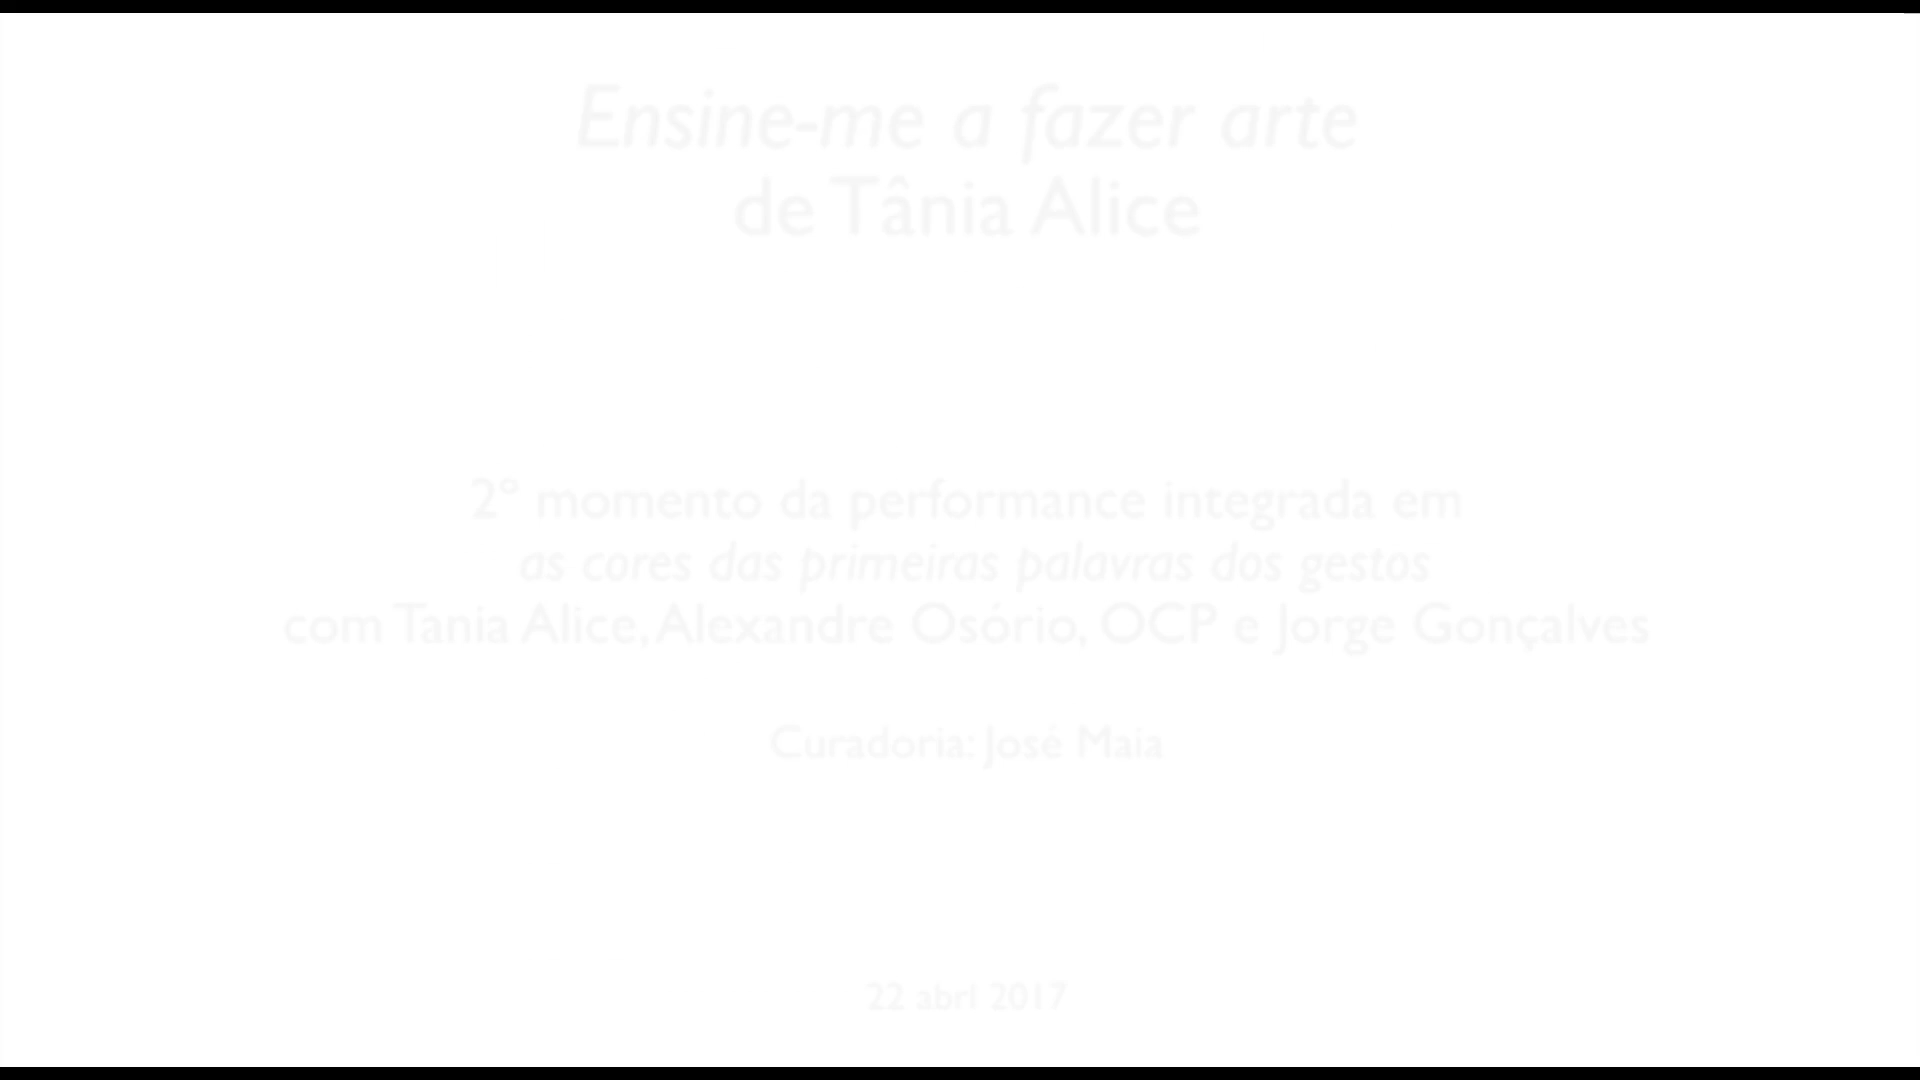 Ensine-me a fazer arte
de Tânia Alice
2º momento da performance integrada em
as cores das primeiras palavras dos gestos
com Tania Alice, Alexandre Osório, OCP e Jorge Gonçalves
Curadoria: José Maia
22 abrl 2017